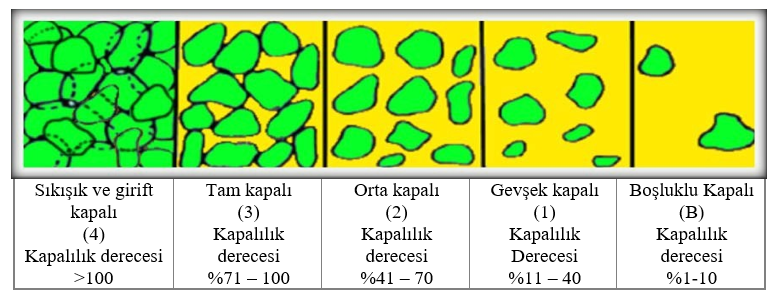 Sıkışık ve girift
kapalı
(4)
Kapalılık derecesi
>100
Tam kapalı
(3)
Kapalılık
derecesi
%71 – 100
Orta kapalı
(2)
Kapalılık
derecesi
%41 – 70
Gevşek kapalı
(1)
Kapalılık
Derecesi
%11 – 40
Boşluklu Kapalı
(B)
Kapalılık
derecesi
%1-10